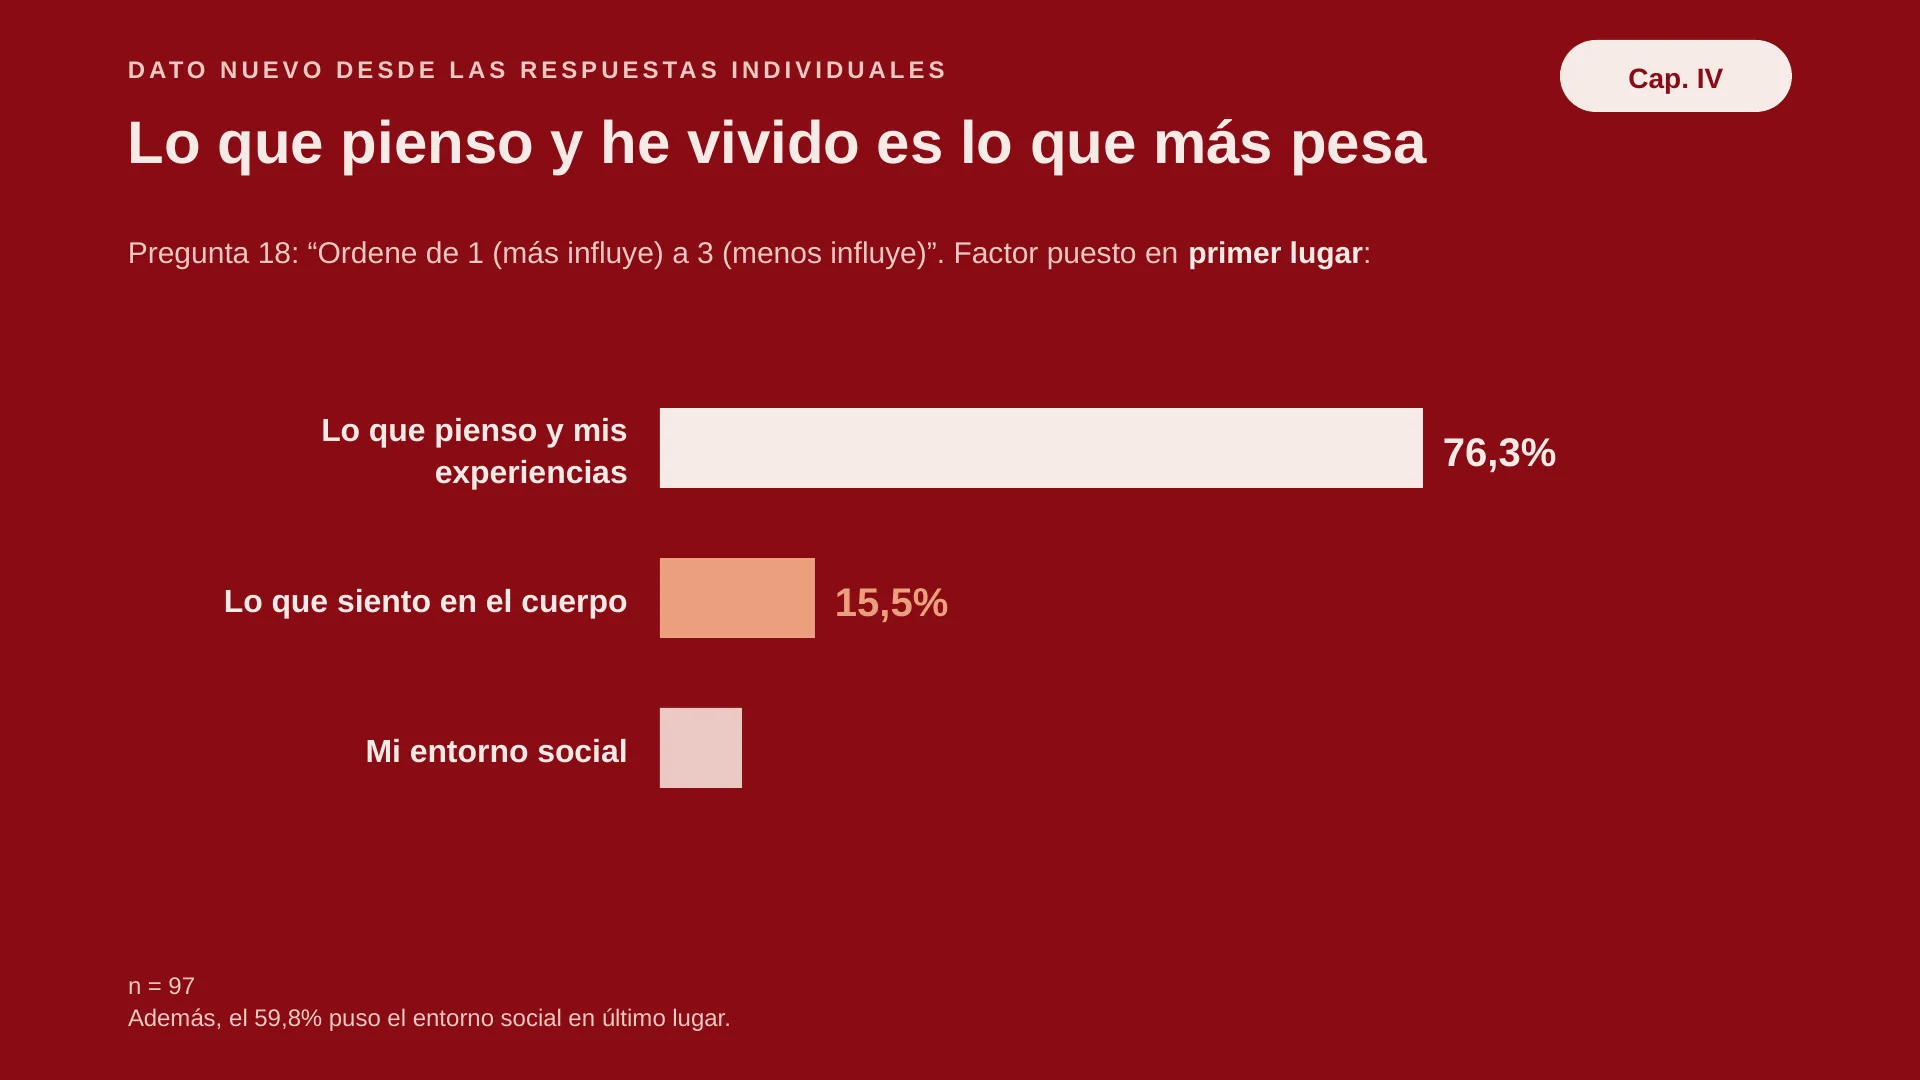 DATO NUEVO DESDE LAS RESPUESTAS INDIVIDUALES
Cap. IV
Lo que pienso y he vivido es lo que más pesa
Pregunta 18: “Ordene de 1 (más influye) a 3 (menos influye)”. Factor puesto en primer lugar:
Lo que pienso y mis
experiencias
76,3%
Lo que siento en el cuerpo
15,5%
Mi entorno social
n = 97
Además, el 59,8% puso el entorno social en último lugar.